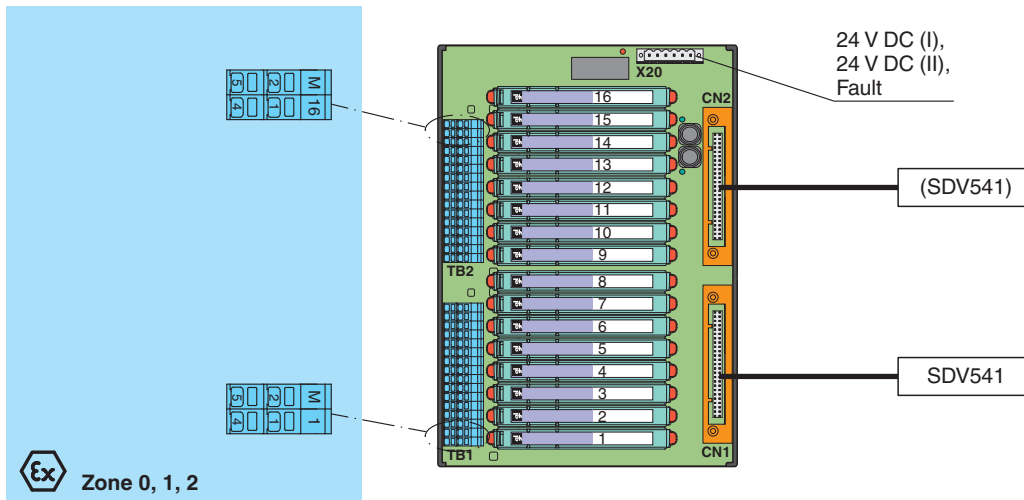 24 V DC (I),
24 V DC (II),
Fault
X20
CN2
5 2 M
4 1 16
16
15
14
13
12
11
10
9
TB2
(SDV541)
8
7
6
5
4
3
2
1
TB1
CN1
SDV541
5 2 M
4 1 1
Ex Zone 0, 1, 2